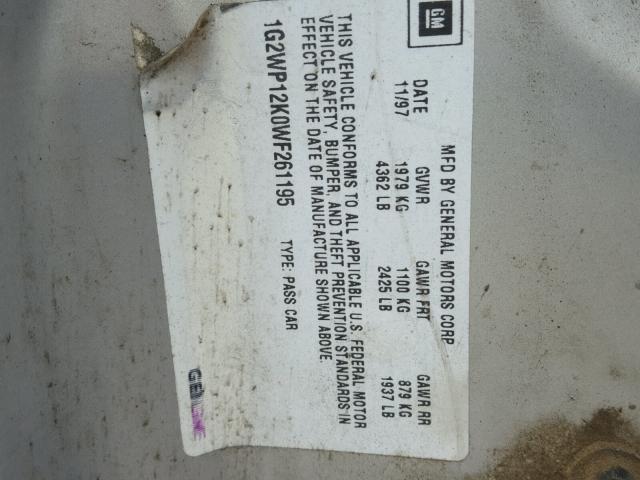 GM
MFD BY GENERAL MOTORS CORP
DATE GVWR GAWR FRT GAWR RR
11/97 1979 KG 1100 KG 879 KG
4362 LB 2425 LB 1937 LB
THIS VEHICLE CONFORMS TO ALL APPLICABLE U.S. FEDERAL MOTOR
VEHICLE SAFETY, BUMPER, AND THEFT PREVENTION STANDARDS IN
EFFECT ON THE DATE OF MANUFACTURE SHOWN ABOVE.
1G2WP12K0WF261195 TYPE: PASS CAR